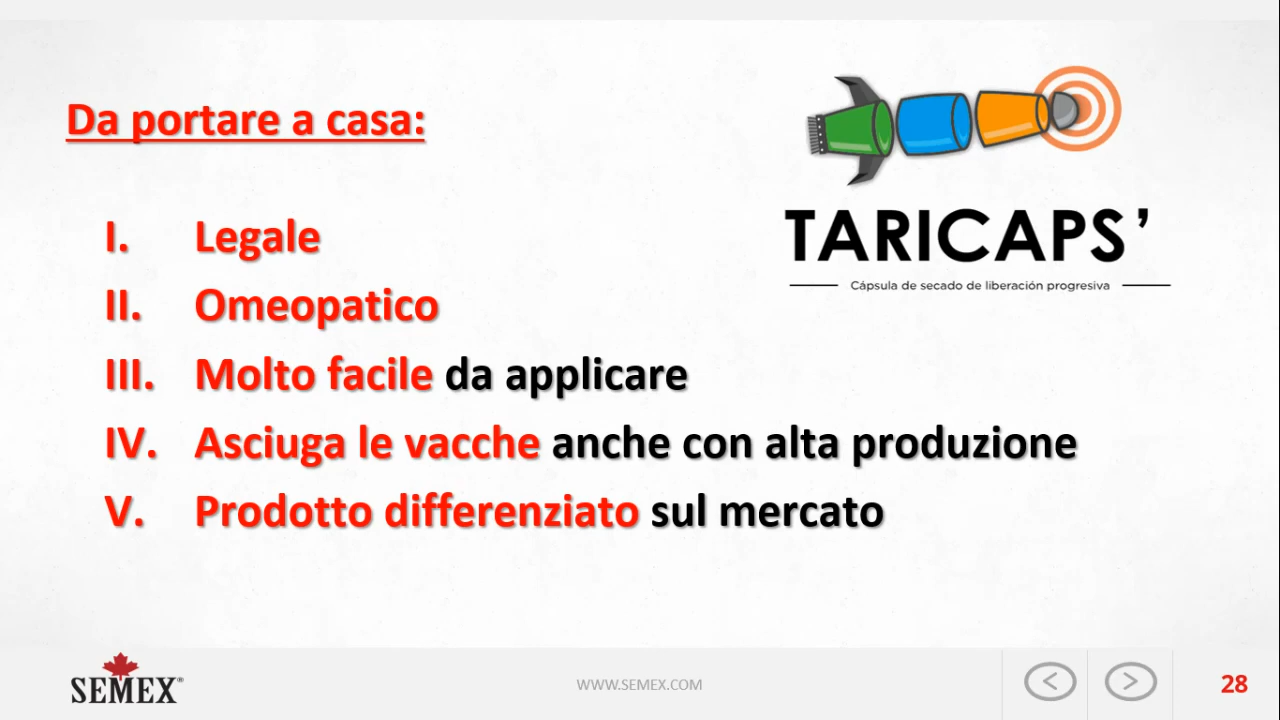 Da portare a casa:
I. Legale
II. Omeopatico
III. Molto facile da applicare
IV. Asciuga le vacche anche con alta produzione
V. Prodotto differenziato sul mercato
TARICAPS’
Cápsula de secado de liberación progresiva
SEMEX®
WWW.SEMEX.COM
28